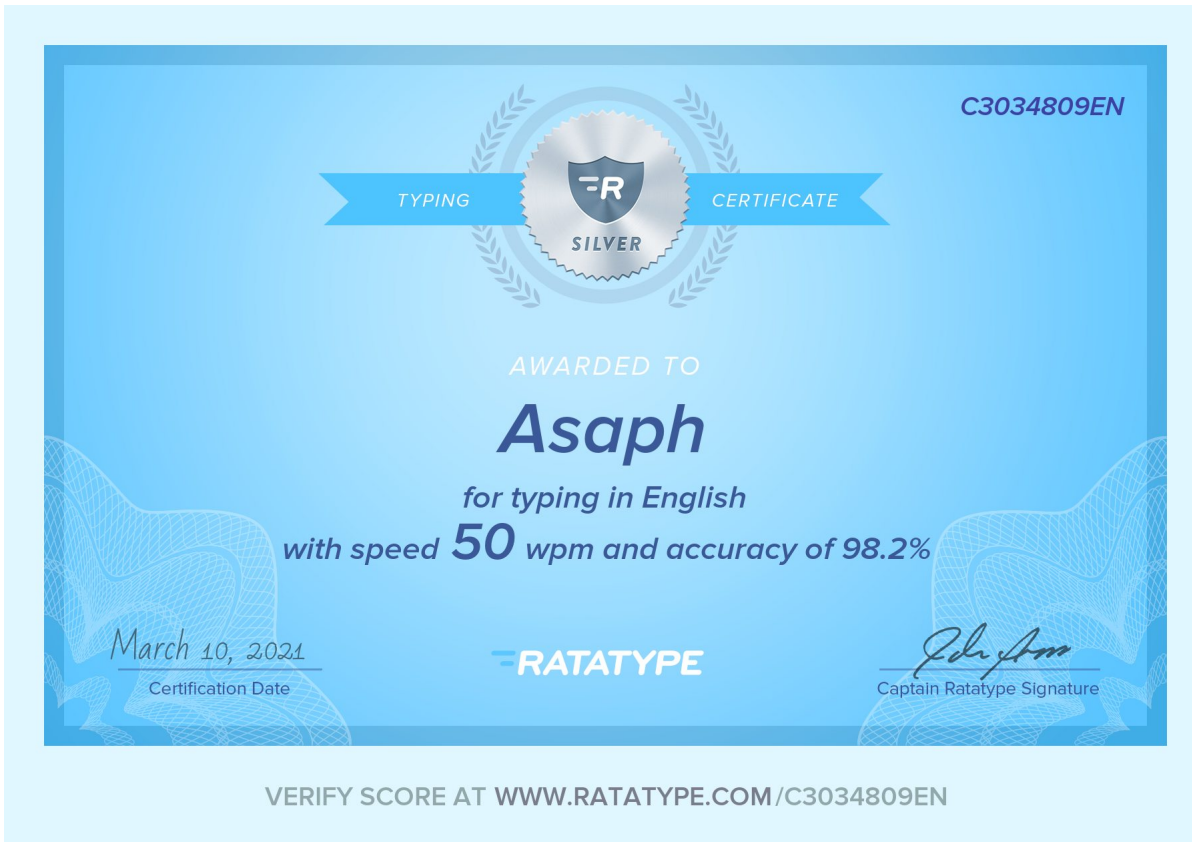 C3034809EN
TYPING
CERTIFICATE
R
SILVER
AWARDED TO
Asaph
for typing in English
with speed 50 wpm and accuracy of 98.2%
March 10, 2021
Certification Date
RATATYPE
Captain Ratatype Signature
VERIFY SCORE AT WWW.RATATYPE.COM/C3034809EN